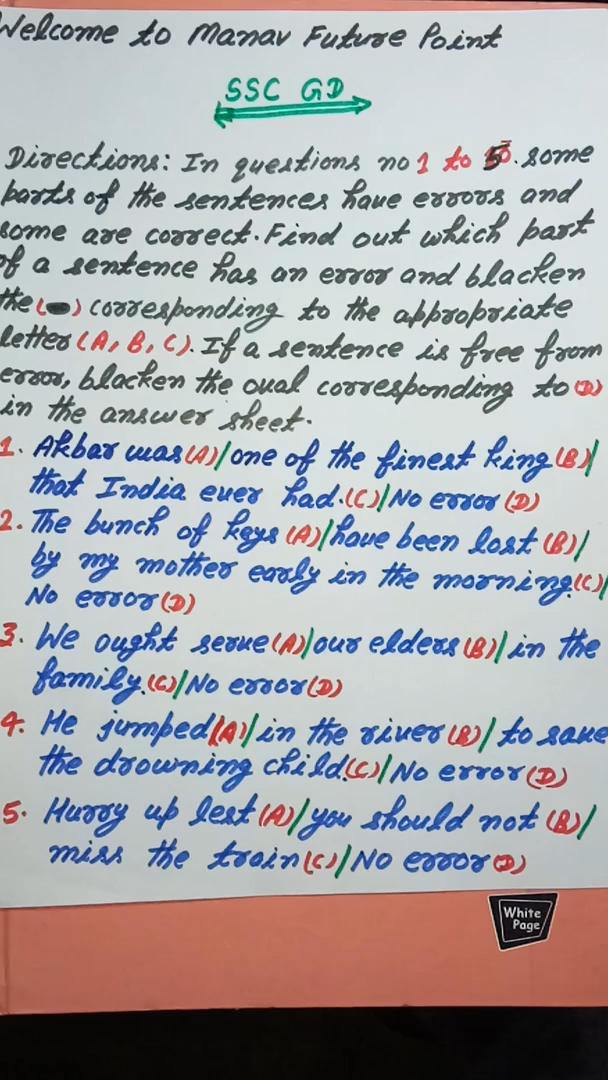 Welcome to Manav Future Point
SSC GD
Directions: In questions no 1 to 5. some
parts of the sentences have errors and
some are correct. Find out which part
of a sentence has an error and blacken
the ( ) corresponding to the appropriate
letter (A, B, C). If a sentence is free from
error, blacken the oval corresponding to (D)
in the answer sheet.
1. Akbar was (A)/one of the finest king (B)/
that India ever had.(C)/No error (D)
2. The bunch of keys (A)/have been lost (B)/
by my mother early in the morning.(C)/
No error (D)
3. We ought serve (A)/our elders (B)/in the
family.(C)/No error (D)
4. He jumped (A)/in the river (B)/to save
the drowning child.(C)/No error (D)
5. Hurry up lest (A)/you should not (B)/
miss the train (C)/No error (D)
White
Page